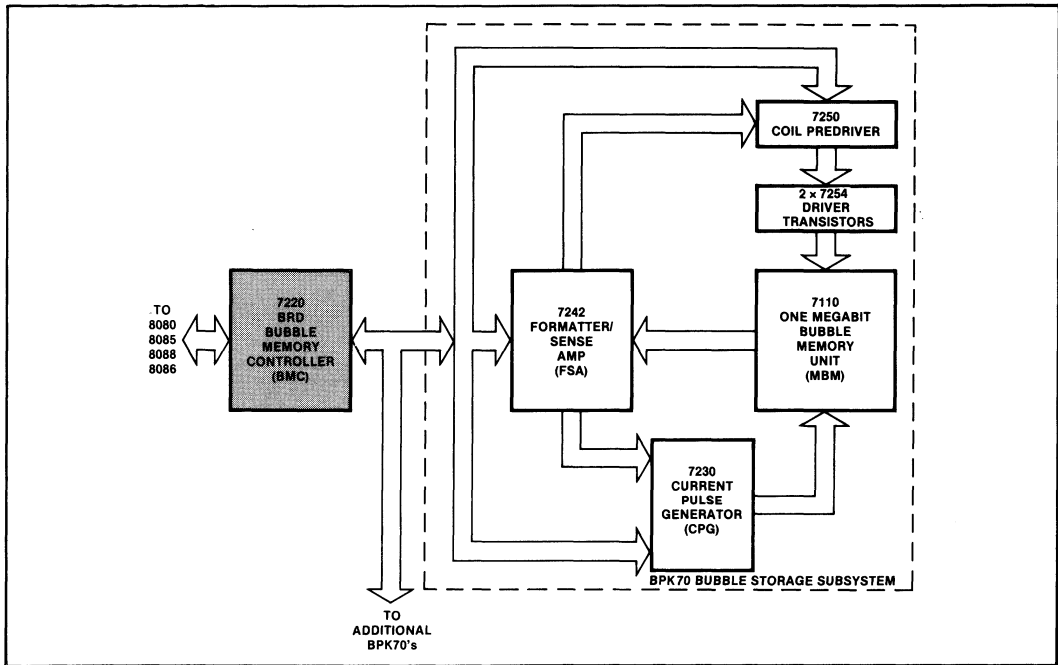 7250
COIL PREDRIVER
2 x 7254
DRIVER
TRANSISTORS
TO
8080
8085
8088
8086
7220
BRD
BUBBLE
MEMORY
CONTROLLER
(BMC)
7242
FORMATTER/
SENSE
AMP
(FSA)
7110
ONE MEGABIT
BUBBLE
MEMORY
UNIT
(MBM)
7230
CURRENT
PULSE
GENERATOR
(CPG)
BPK70 BUBBLE STORAGE SUBSYSTEM
TO
ADDITIONAL
BPK70's